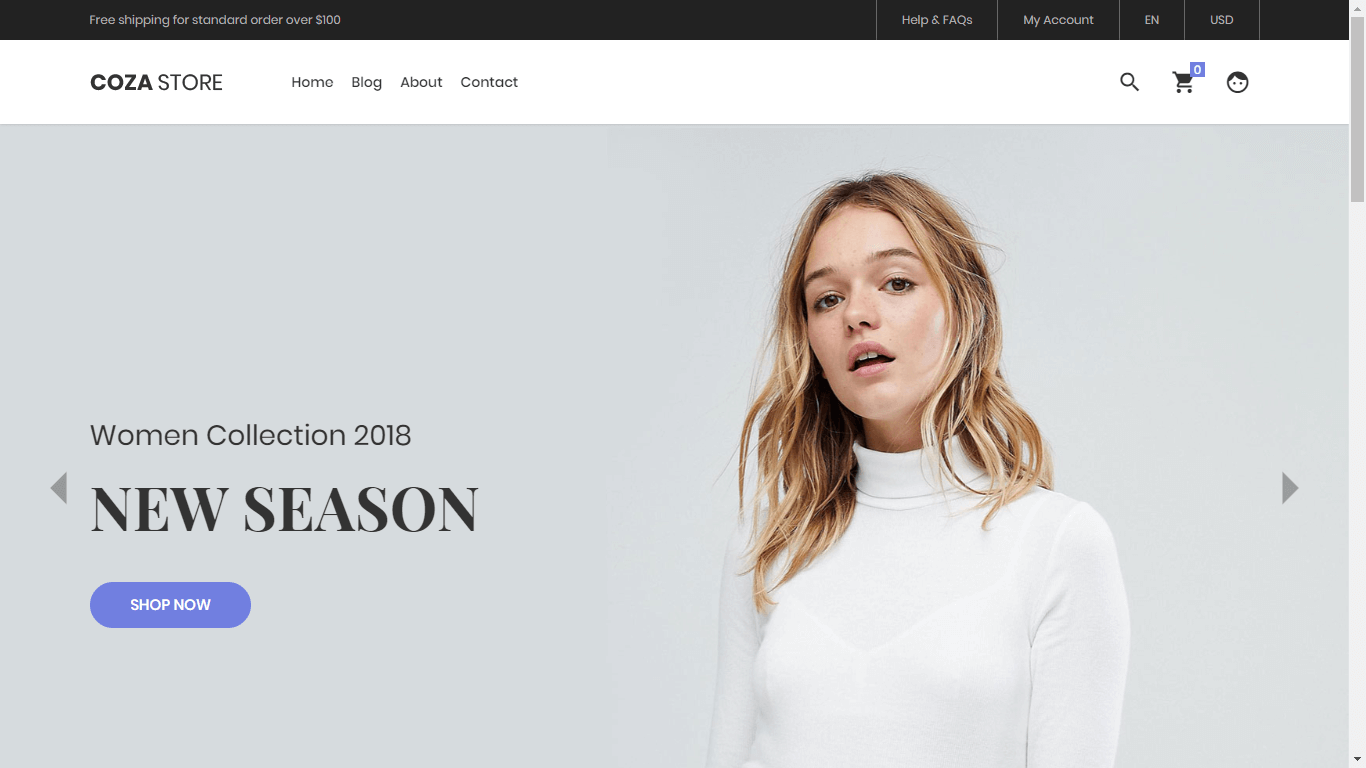 Free shipping for standard order over $100
Help & FAQs
My Account
EN
USD
COZA STORE
Home
Blog
About
Contact
0
Women Collection 2018
NEW SEASON
SHOP NOW